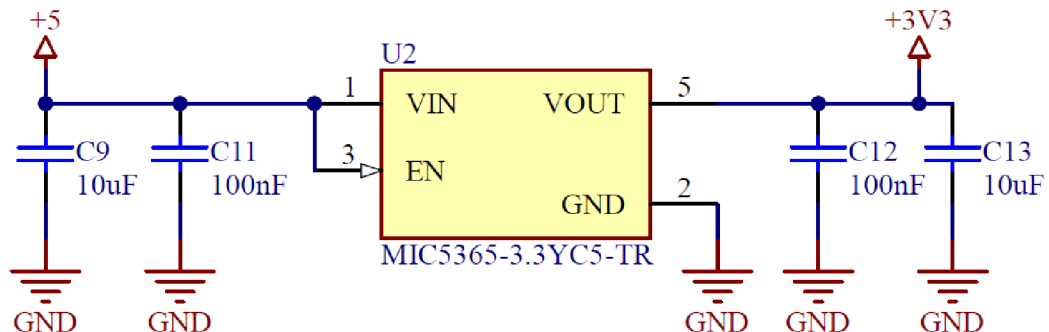 +5
+3V3
U2
1
VIN
VOUT
5
3
EN
C9
10uF
C11
100nF
C12
100nF
C13
10uF
GND
2
MIC5365-3.3YC5-TR
GND
GND
GND
GND
GND